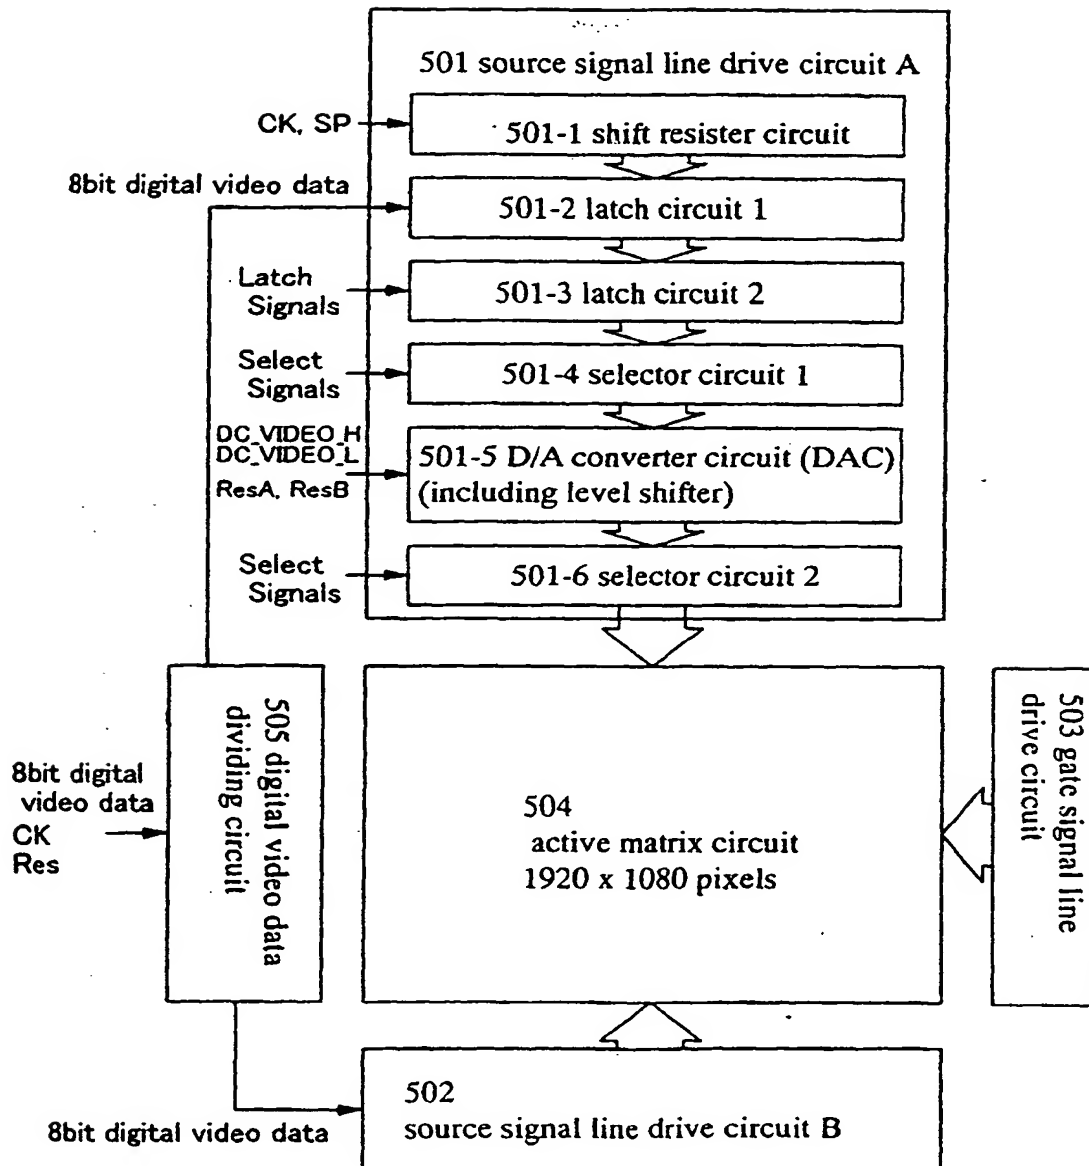 501 source signal line drive circuit A
CK, SP
501-1 shift resister circuit
8bit digital video data
501-2 latch circuit 1
Latch
Signals
501-3 latch circuit 2
Select
Signals
501-4 selector circuit 1
DC_VIDEO_H
DC_VIDEO_L
ResA, ResB
501-5 D/A converter circuit (DAC)
(including level shifter)
Select
Signals
501-6 selector circuit 2
8bit digital
video data
CK
Res
505 digital video data
dividing circuit
504
active matrix circuit
1920 x 1080 pixels
503 gate signal line
drive circuit
8bit digital video data
502
source signal line drive circuit B